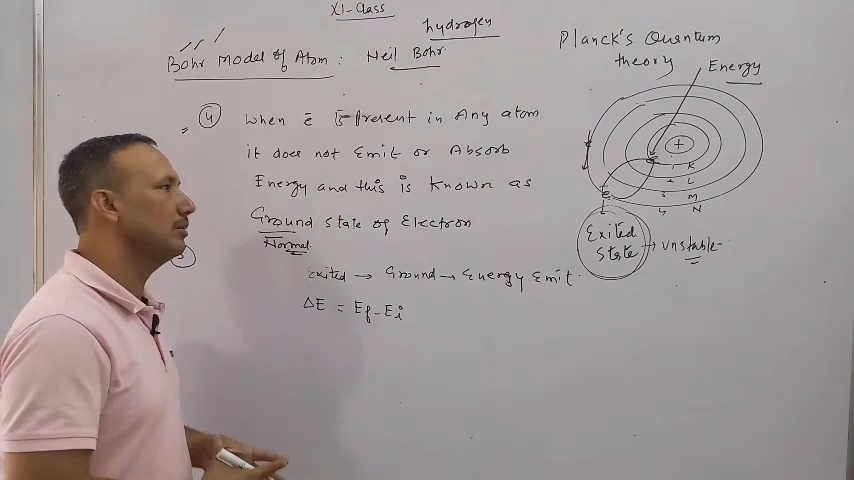 XI-Class
hydrogen
Bohr Model of Atom : Neil Bohr
(4) When ē is Present in Any atom
it does not Emit or Absorb
Energy and this is Known as
Ground State of Electron
Normal
Exited → Ground → Energy Emit.
ΔE = Ef - Ei
Planck's Quantum
theory
Energy
+
K
L
M
N
e
Exited
State → Unstable